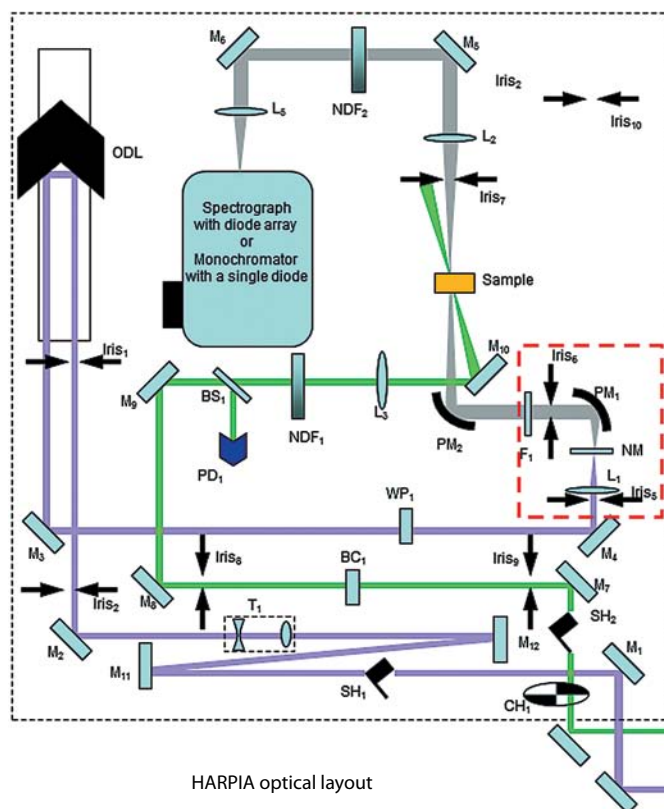 M6
M5
Iris2
NDF2
Iris10
L5
ODL
L2
Iris7
Spectrograph
with diode array
or
Monochromator
with a single diode
Sample
Iris1
M10
Iris6
M9
BS1
PM1
L3
NDF1
PM2
F1
NM
PD1
L1
Iris5
WP1
M3
M4
Iris8
Iris9
BC1
M7
M8
Iris2
T1
SH2
M2
M12
M1
M11
SH1
CH1
HARPIA optical layout